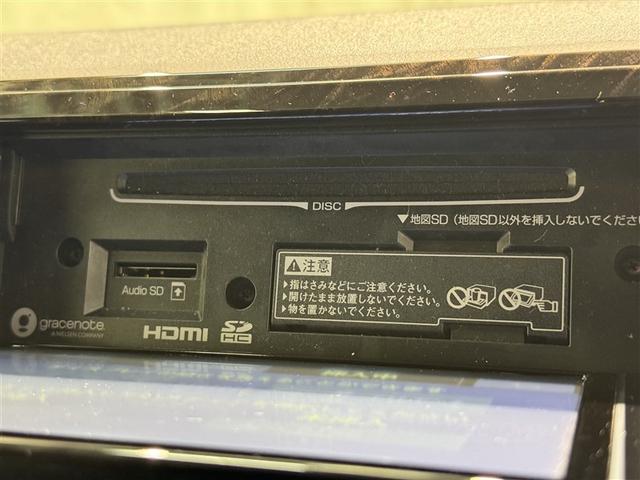 DISC
▼地図SD(地図SD以外を挿入しないでくださ
Audio SD
注意
▶指はさみなどにご注意ください。
▶開けたまま放置しないでください。
▶物を置かないでください。
gracenote.
A NIELSEN COMPANY
HDMI
SD HC